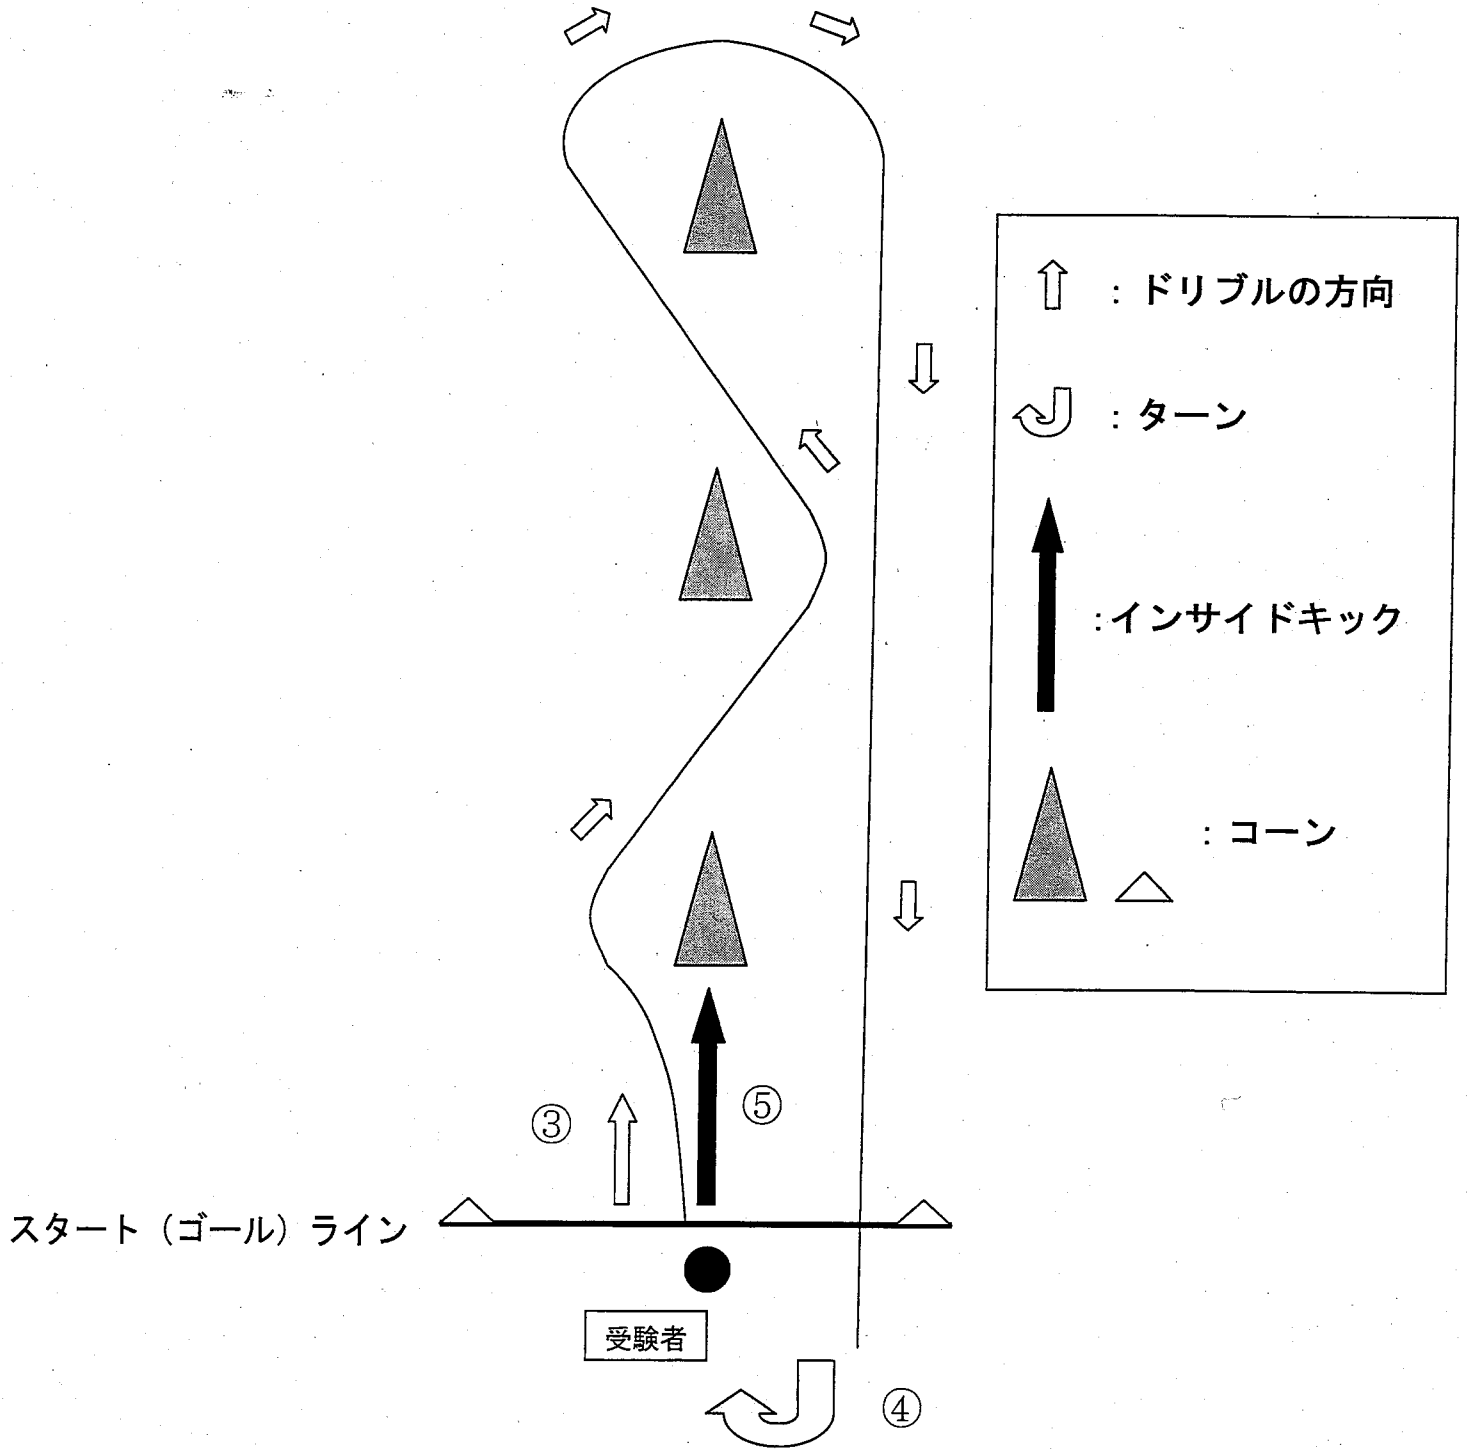 ：ドリブルの方向
：ターン
：インサイドキック
：コーン
③
⑤
スタート（ゴール）ライン
受験者
④